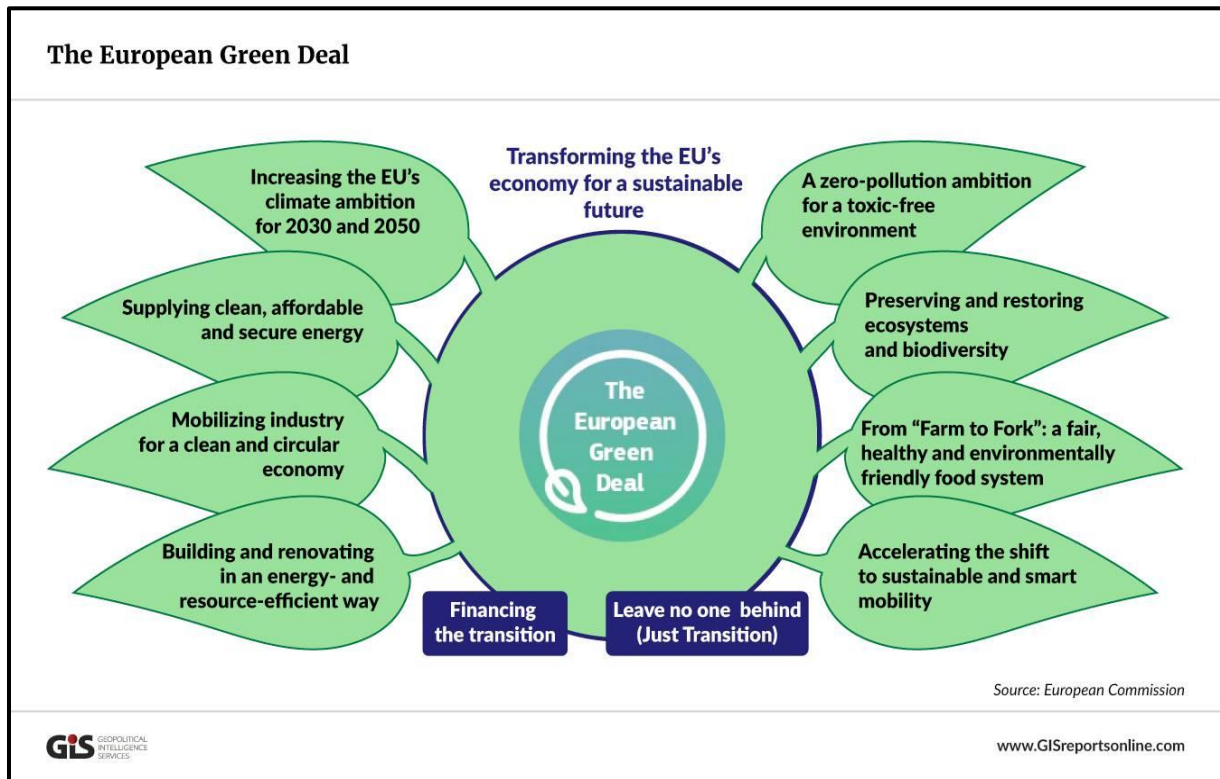 The European Green Deal
Transforming the EU’s
economy for a sustainable
future
Increasing the EU’s
climate ambition
for 2030 and 2050
Supplying clean, affordable
and secure energy
Mobilizing industry
for a clean and circular
economy
Building and renovating
in an energy- and
resource-efficient way
A zero-pollution ambition
for a toxic-free
environment
Preserving and restoring
ecosystems
and biodiversity
From “Farm to Fork”: a fair,
healthy and environmentally
friendly food system
Accelerating the shift
to sustainable and smart
mobility
The
European
Green
Deal
Financing
the transition
Leave no one behind
(Just Transition)
Source: European Commission
GIS
GEOPOLITICAL
INTELLIGENCE
SERVICES
www.GISreportsonline.com